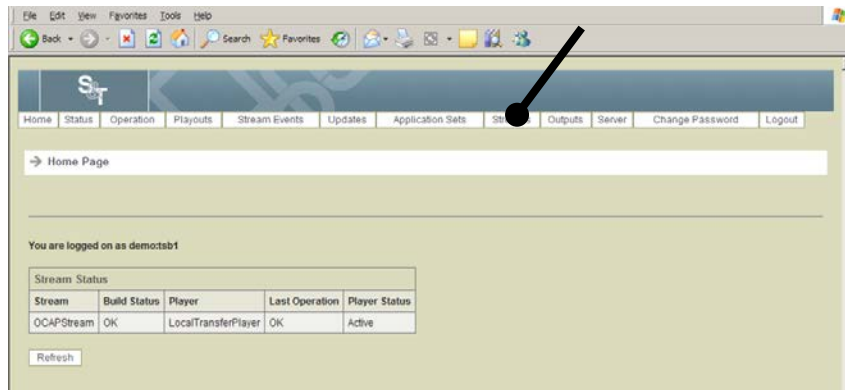 File Edit View Favorites Tools Help
Back Search Favorites
S&T
Home Status Operation Playouts Stream Events Updates Application Sets Outputs Server Change Password Logout
Home Page
You are logged on as demo:tsb1
Stream Status
Stream Build Status Player Last Operation Player Status
OCAPStream OK LocalTransferPlayer OK Active
Refresh